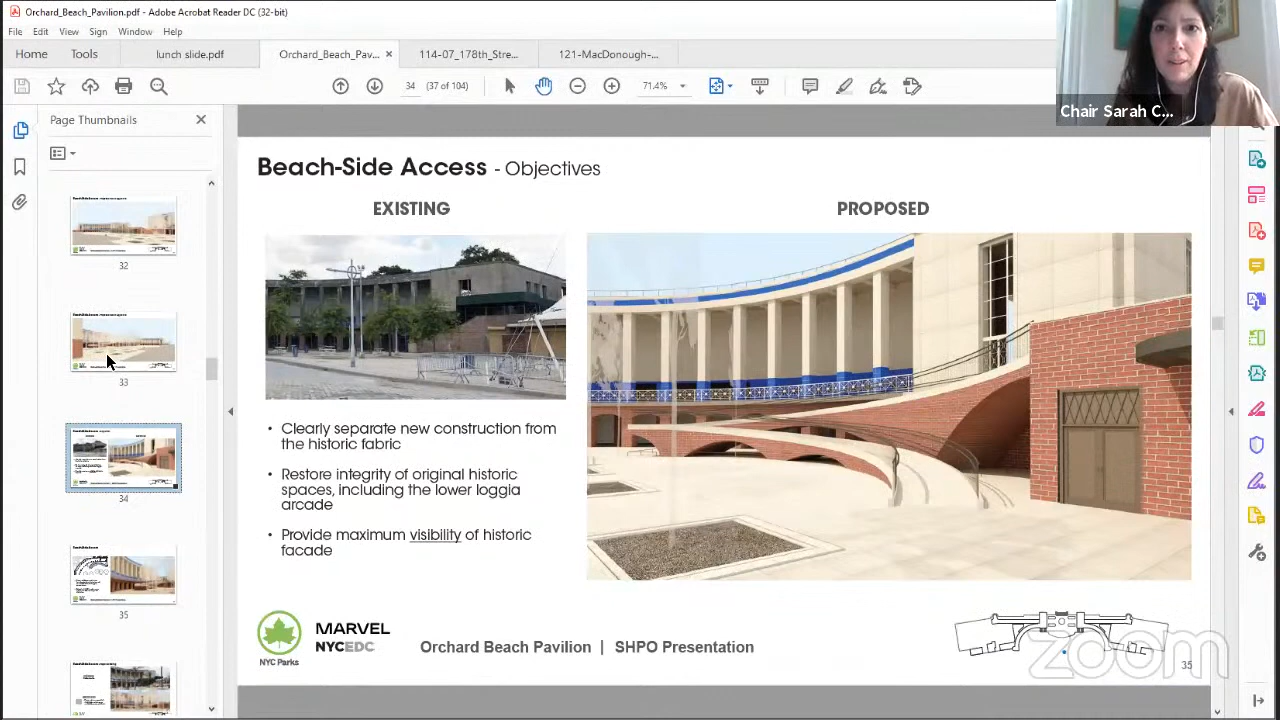 Orchard_Beach_Pavilion.pdf - Adobe Acrobat Reader DC (32-bit)
File Edit View Sign Window Help
Home Tools lunch slide.pdf Orchard_Beach_Pav... × 114-07_178th_Stre... 121-MacDonough-...
34 (37 of 104) 71.4%
Chair Sarah C...
Page Thumbnails
32
33
34
35
Beach-Side Access - Objectives
EXISTING
PROPOSED
• Clearly separate new construction from
the historic fabric
• Restore integrity of original historic
spaces, including the lower loggia
arcade
• Provide maximum visibility of historic
facade
NYC Parks
MARVEL
NYCEDC
Orchard Beach Pavilion | SHPO Presentation
zoom
35